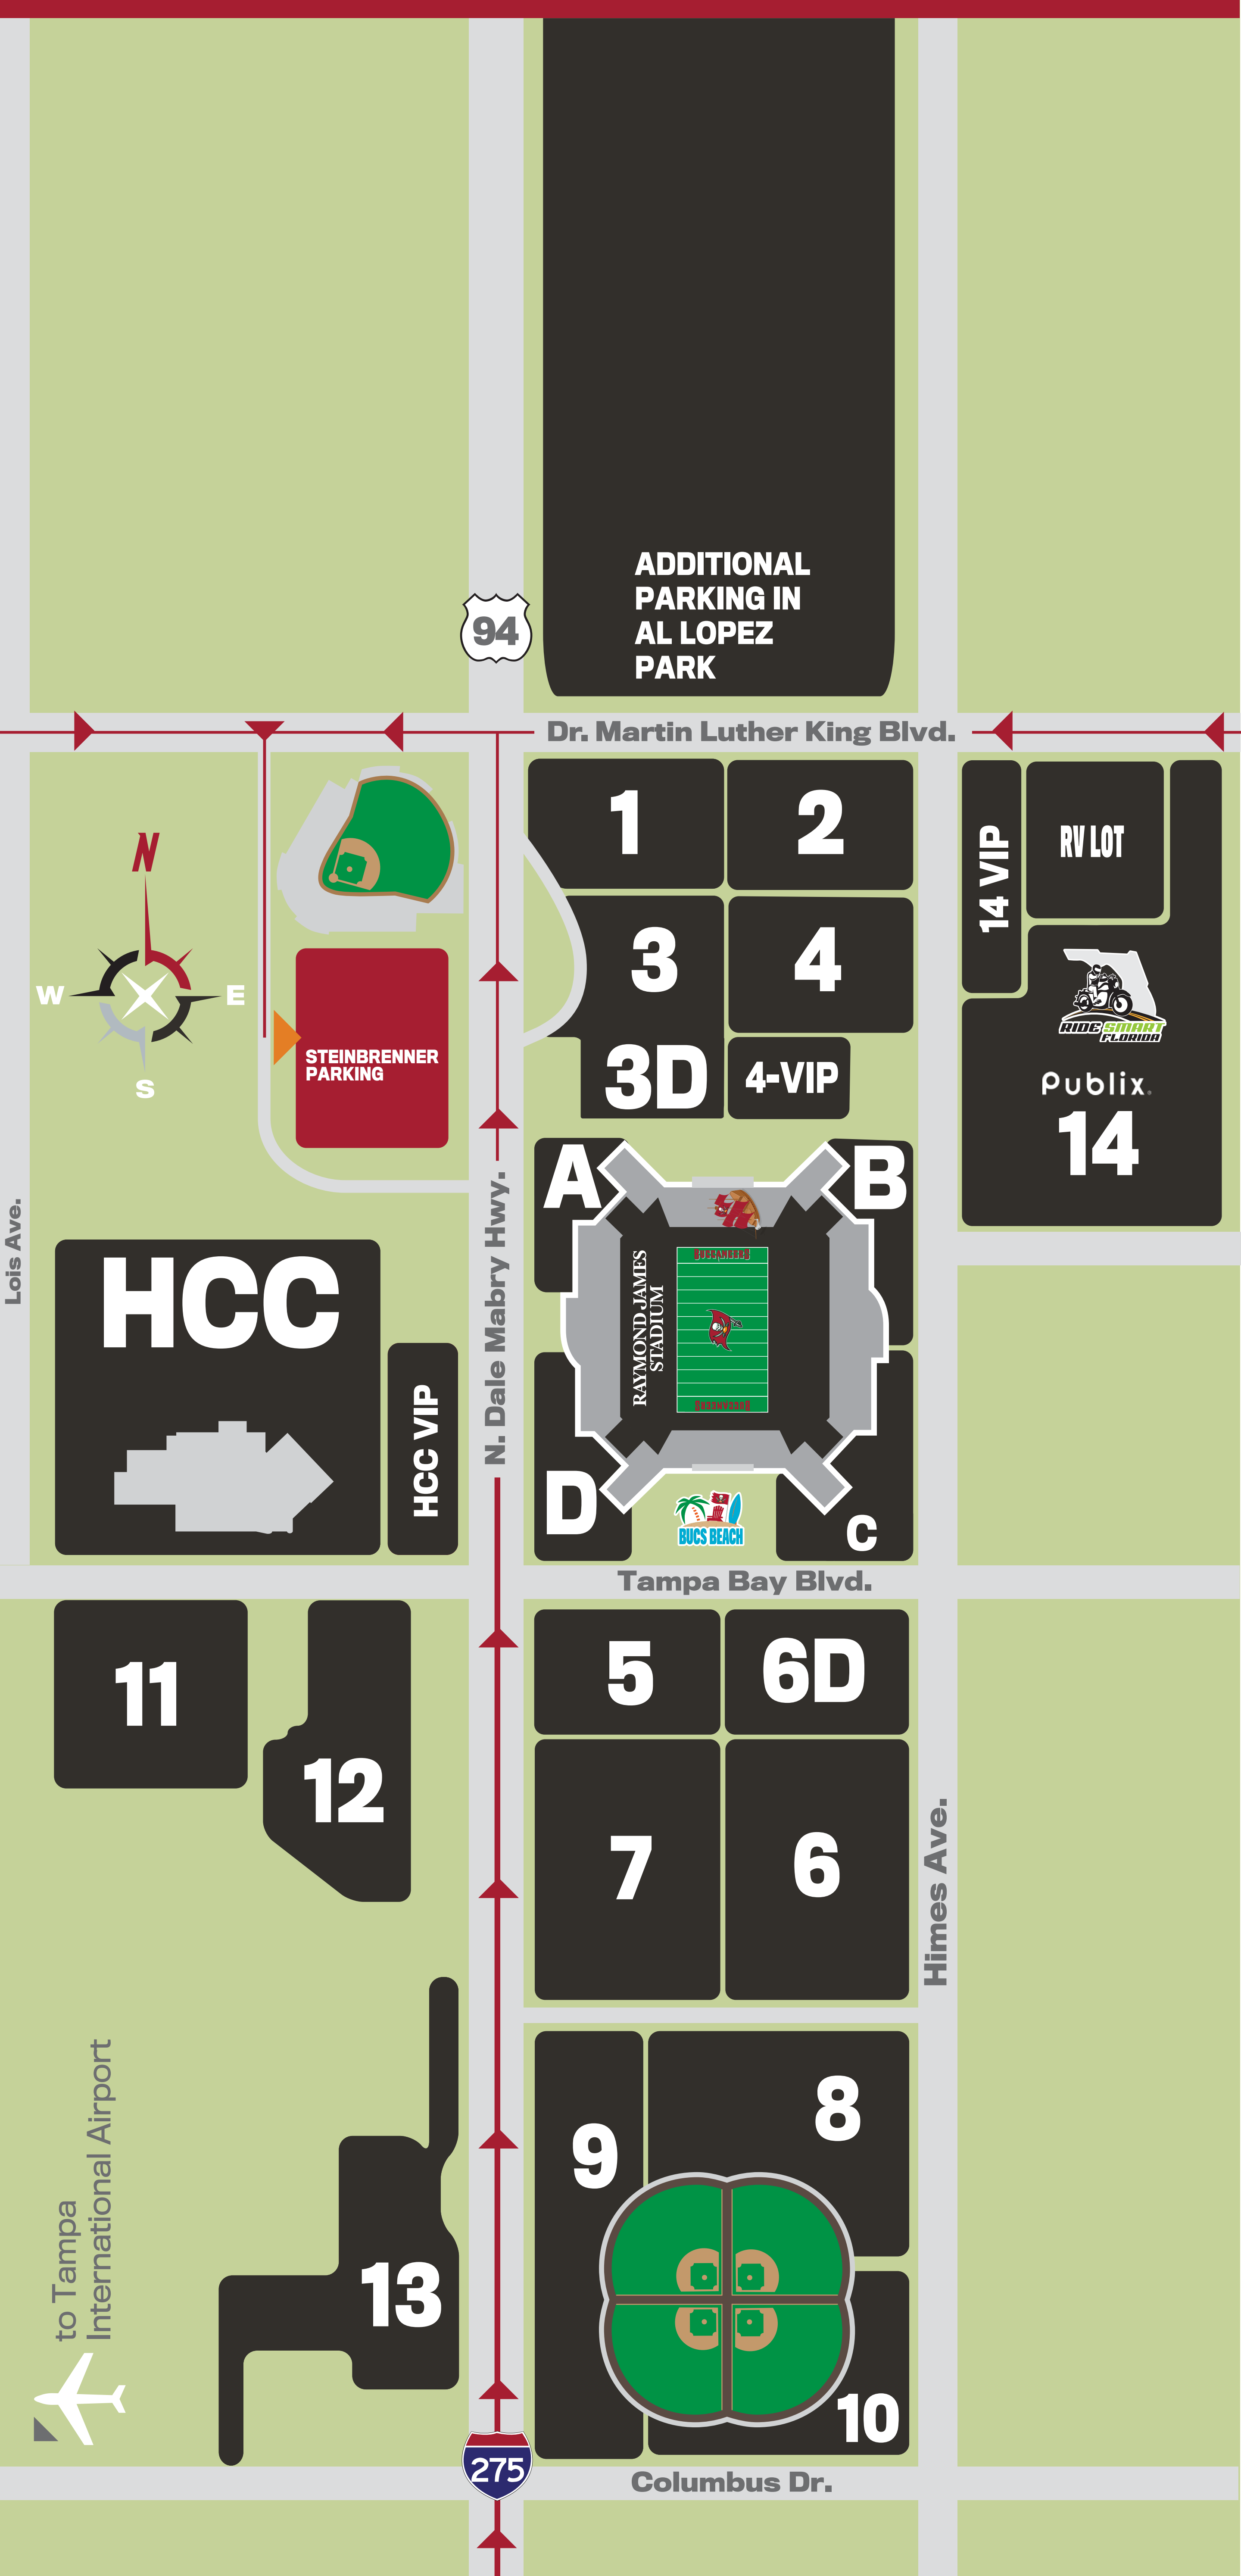 ADDITIONAL
PARKING IN
AL LOPEZ
PARK
94
Dr. Martin Luther King Blvd.
1
2
14 VIP
RV LOT
N
W
E
S
3
4
STEINBRENNER
PARKING
3D
4-VIP
RIDE SMART
FLORIDA
Publix
14
A
B
N. Dale Mabry Hwy.
Lois Ave.
HCC
HCC VIP
BUCCANEERS
RAYMOND JAMES
STADIUM
BUCCANEERS
D
BUCS BEACH
C
Tampa Bay Blvd.
5
6D
11
12
7
6
Himes Ave.
to Tampa
International Airport
8
9
13
10
275
Columbus Dr.